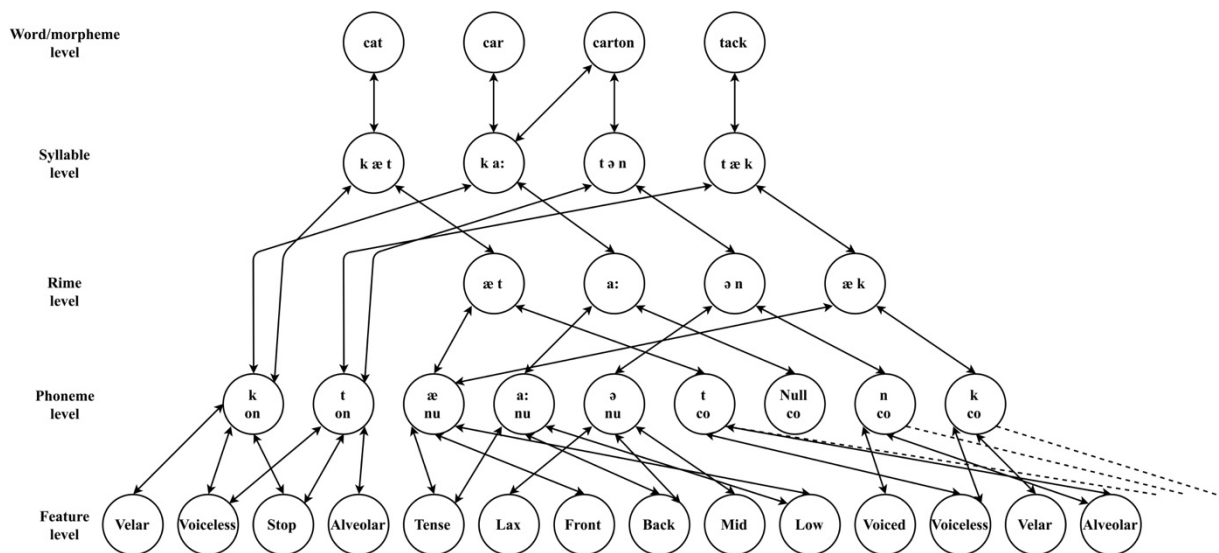 Word/morpheme
level
cat
car
carton
tack
Syllable
level
k æ t
k a:
t ə n
t æ k
Rime
level
æ t
a:
ə n
æ k
Phoneme
level
k
on
t
on
æ
nu
a:
nu
ə
nu
t
co
Null
co
n
co
k
co
Feature
level
Velar
Voiceless
Stop
Alveolar
Tense
Lax
Front
Back
Mid
Low
Voiced
Voiceless
Velar
Alveolar